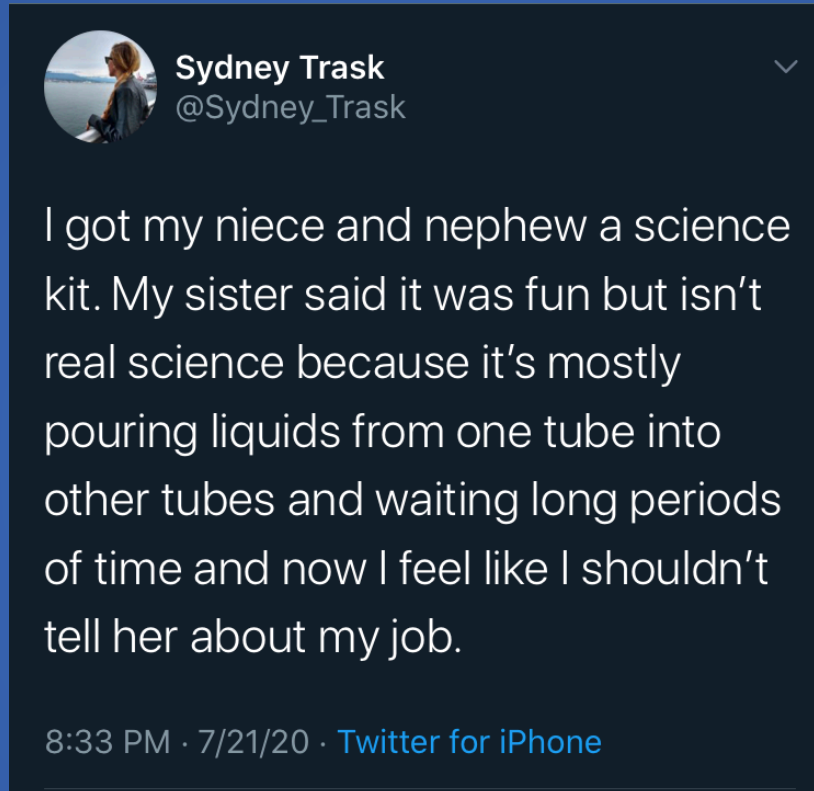 Sydney Trask
@Sydney_Trask
I got my niece and nephew a science
kit. My sister said it was fun but isn’t
real science because it’s mostly
pouring liquids from one tube into
other tubes and waiting long periods
of time and now I feel like I shouldn’t
tell her about my job.
8:33 PM · 7/21/20 · Twitter for iPhone